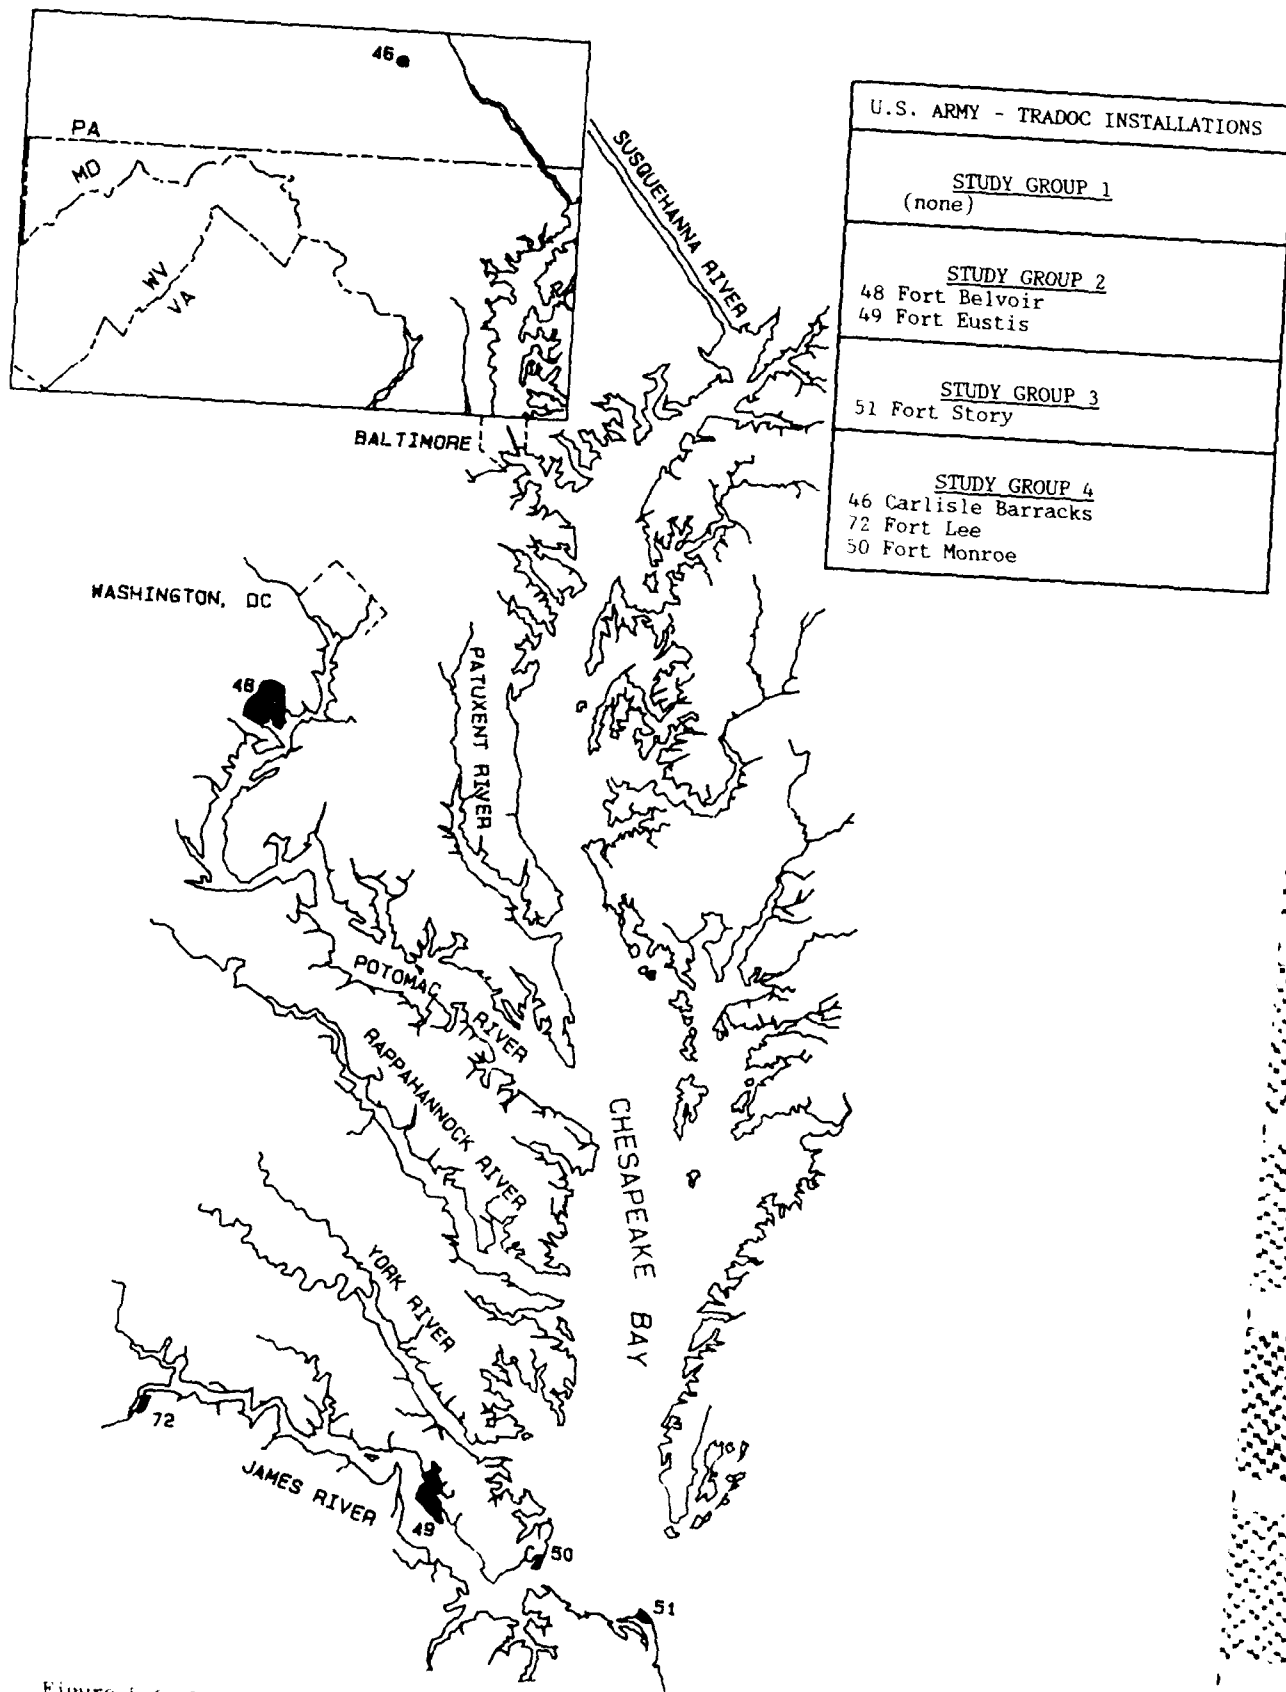 46
PA
MD
WV
VA
SUSQUEHANNA RIVER
U.S. ARMY - TRADOC INSTALLATIONS
STUDY GROUP 1
(none)
STUDY GROUP 2
48 Fort Belvoir
49 Fort Eustis
STUDY GROUP 3
51 Fort Story
STUDY GROUP 4
46 Carlisle Barracks
72 Fort Lee
50 Fort Monroe
BALTIMORE
WASHINGTON, DC
48
PATUXENT RIVER
POTOMAC RIVER
RAPPAHANNOCK RIVER
CHESAPEAKE BAY
YORK RIVER
72
JAMES RIVER
49
50
51
Figure